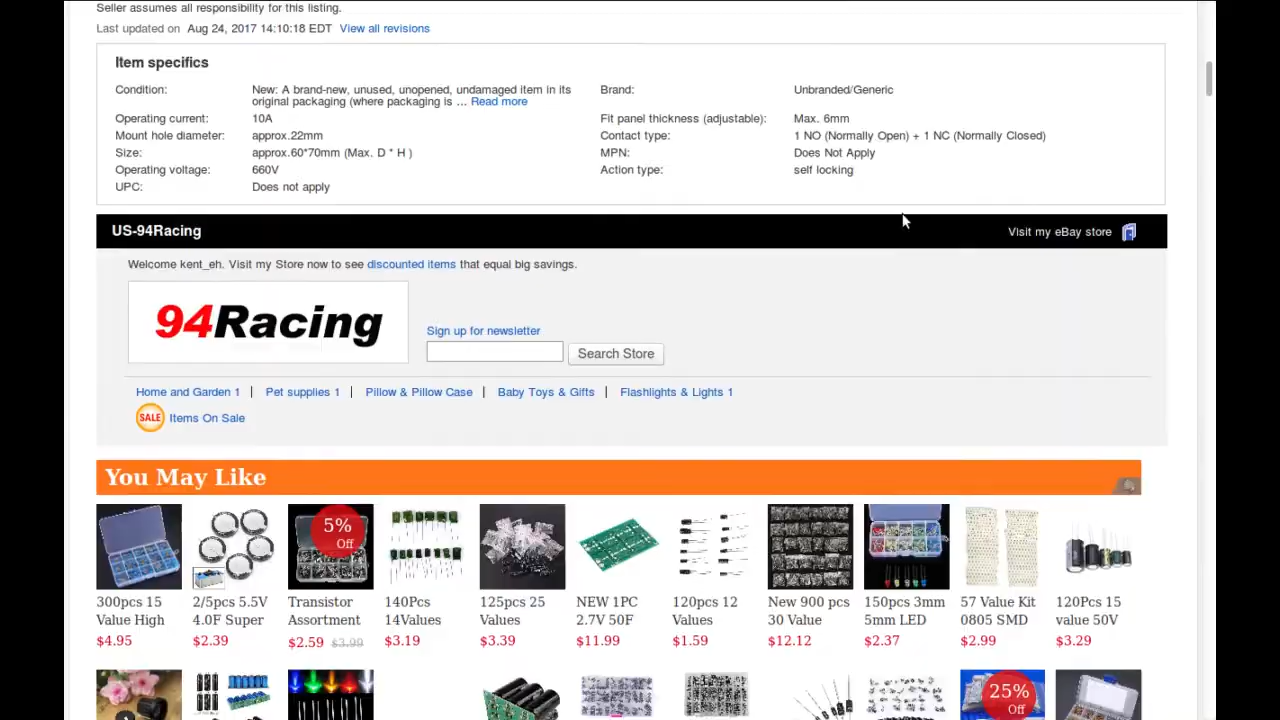 Seller assumes all responsibility for this listing.
Last updated on Aug 24, 2017 14:10:18 EDT View all revisions
Item specifics
Condition: New: A brand-new, unused, unopened, undamaged item in its original packaging (where packaging is ... Read more
Brand: Unbranded/Generic
Operating current: 10A
Fit panel thickness (adjustable): Max. 6mm
Mount hole diameter: approx.22mm
Contact type: 1 NO (Normally Open) + 1 NC (Normally Closed)
Size: approx.60*70mm (Max. D * H )
MPN: Does Not Apply
Operating voltage: 660V
Action type: self locking
UPC: Does not apply
US-94Racing
Visit my eBay store
Welcome kent_eh. Visit my Store now to see discounted items that equal big savings.
94Racing
Sign up for newsletter
Search Store
Home and Garden 1 | Pet supplies 1 | Pillow & Pillow Case | Baby Toys & Gifts | Flashlights & Lights 1
SALE Items On Sale
You May Like
5% Off
300pcs 15 Value High $4.95
2/5pcs 5.5V 4.0F Super $2.39
Transistor Assortment $2.59 $3.99
140Pcs 14Values $3.19
125pcs 25 Values $3.39
NEW 1PC 2.7V 50F $11.99
120pcs 12 Values $1.59
New 900 pcs 30 Value $12.12
150pcs 3mm 5mm LED $2.37
57 Value Kit 0805 SMD $2.99
120Pcs 15 value 50V $3.29
25% Off